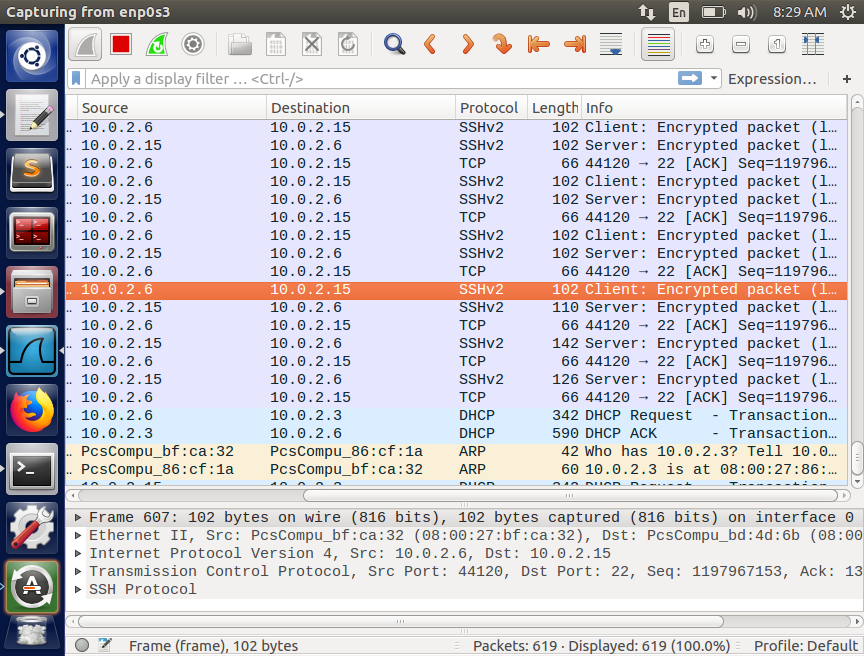 Capturing from enp0s3 En 8:29 AM
Apply a display filter … <Ctrl-/> Expression… +
Source Destination Protocol Length Info
10.0.2.6 10.0.2.15 SSHv2 102 Client: Encrypted packet (l…
10.0.2.15 10.0.2.6 SSHv2 102 Server: Encrypted packet (l…
10.0.2.6 10.0.2.15 TCP 66 44120 → 22 [ACK] Seq=119796…
10.0.2.6 10.0.2.15 SSHv2 102 Client: Encrypted packet (l…
10.0.2.15 10.0.2.6 SSHv2 102 Server: Encrypted packet (l…
10.0.2.6 10.0.2.15 TCP 66 44120 → 22 [ACK] Seq=119796…
10.0.2.6 10.0.2.15 SSHv2 102 Client: Encrypted packet (l…
10.0.2.15 10.0.2.6 SSHv2 102 Server: Encrypted packet (l…
10.0.2.6 10.0.2.15 TCP 66 44120 → 22 [ACK] Seq=119796…
10.0.2.6 10.0.2.15 SSHv2 102 Client: Encrypted packet (l…
10.0.2.15 10.0.2.6 SSHv2 110 Server: Encrypted packet (l…
10.0.2.6 10.0.2.15 TCP 66 44120 → 22 [ACK] Seq=119796…
10.0.2.15 10.0.2.6 SSHv2 142 Server: Encrypted packet (l…
10.0.2.6 10.0.2.15 TCP 66 44120 → 22 [ACK] Seq=119796…
10.0.2.15 10.0.2.6 SSHv2 126 Server: Encrypted packet (l…
10.0.2.6 10.0.2.15 TCP 66 44120 → 22 [ACK] Seq=119796…
10.0.2.6 10.0.2.3 DHCP 342 DHCP Request - Transaction…
10.0.2.3 10.0.2.6 DHCP 590 DHCP ACK - Transaction…
PcsCompu_bf:ca:32 PcsCompu_86:cf:1a ARP 42 Who has 10.0.2.3? Tell 10.0…
PcsCompu_86:cf:1a PcsCompu_bf:ca:32 ARP 60 10.0.2.3 is at 08:00:27:86:…
Frame 607: 102 bytes on wire (816 bits), 102 bytes captured (816 bits) on interface 0
Ethernet II, Src: PcsCompu_bf:ca:32 (08:00:27:bf:ca:32), Dst: PcsCompu_bd:4d:6b (08:00
Internet Protocol Version 4, Src: 10.0.2.6, Dst: 10.0.2.15
Transmission Control Protocol, Src Port: 44120, Dst Port: 22, Seq: 1197967153, Ack: 13
SSH Protocol
Frame (frame), 102 bytes Packets: 619 · Displayed: 619 (100.0%) Profile: Default